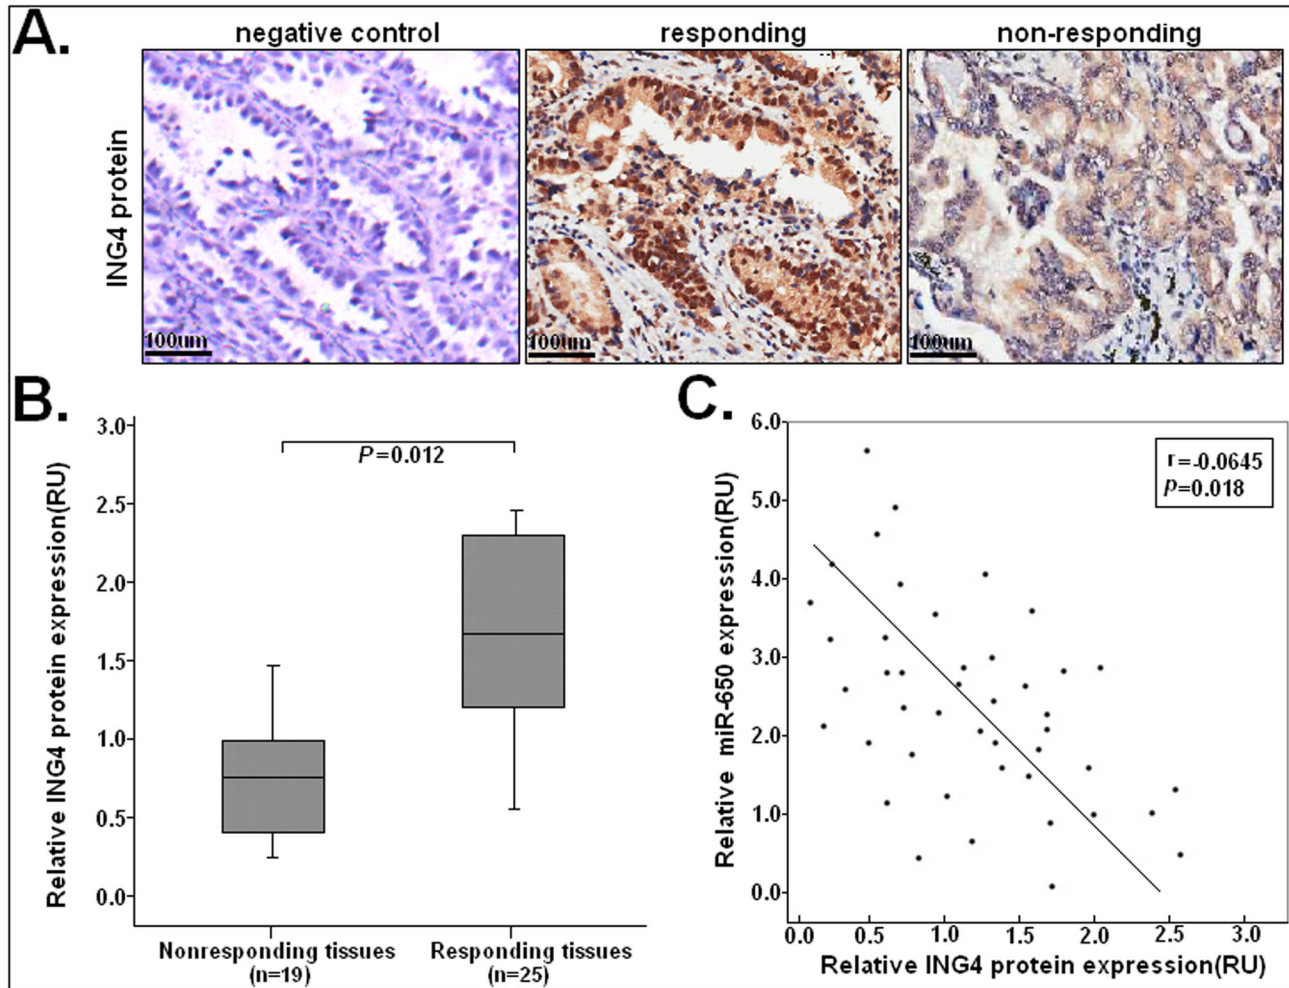 A.
negative control
responding
non-responding
ING4 protein
100um
100um
100um
B.
Relative ING4 protein expression(RU)
3.0
2.5
2.0
1.5
1.0
0.5
0.0
P=0.012
Nonresponding tissues
(n=19)
Responding tissues
(n=25)
C.
Relative miR-650 expression(RU)
6.0
5.0
4.0
3.0
2.0
1.0
0.0
r=-0.0645
p=0.018
0.0 0.5 1.0 1.5 2.0 2.5 3.0
Relative ING4 protein expression(RU)